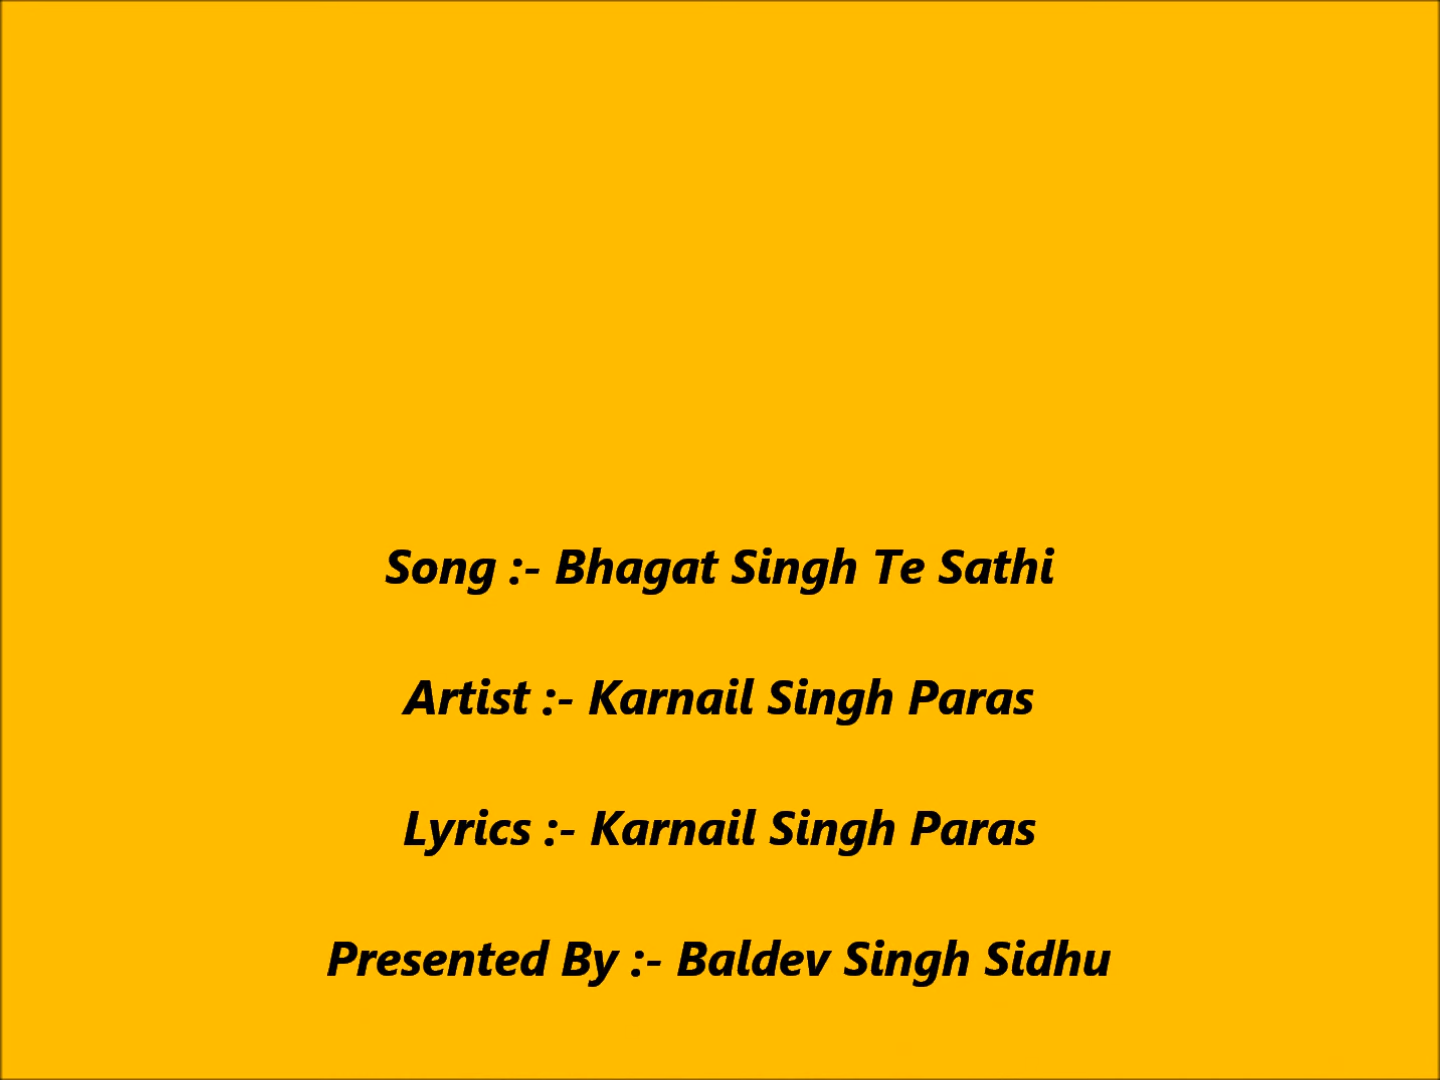 Song :- Bhagat Singh Te Sathi
Artist :- Karnail Singh Paras
Lyrics :- Karnail Singh Paras
Presented By :- Baldev Singh Sidhu